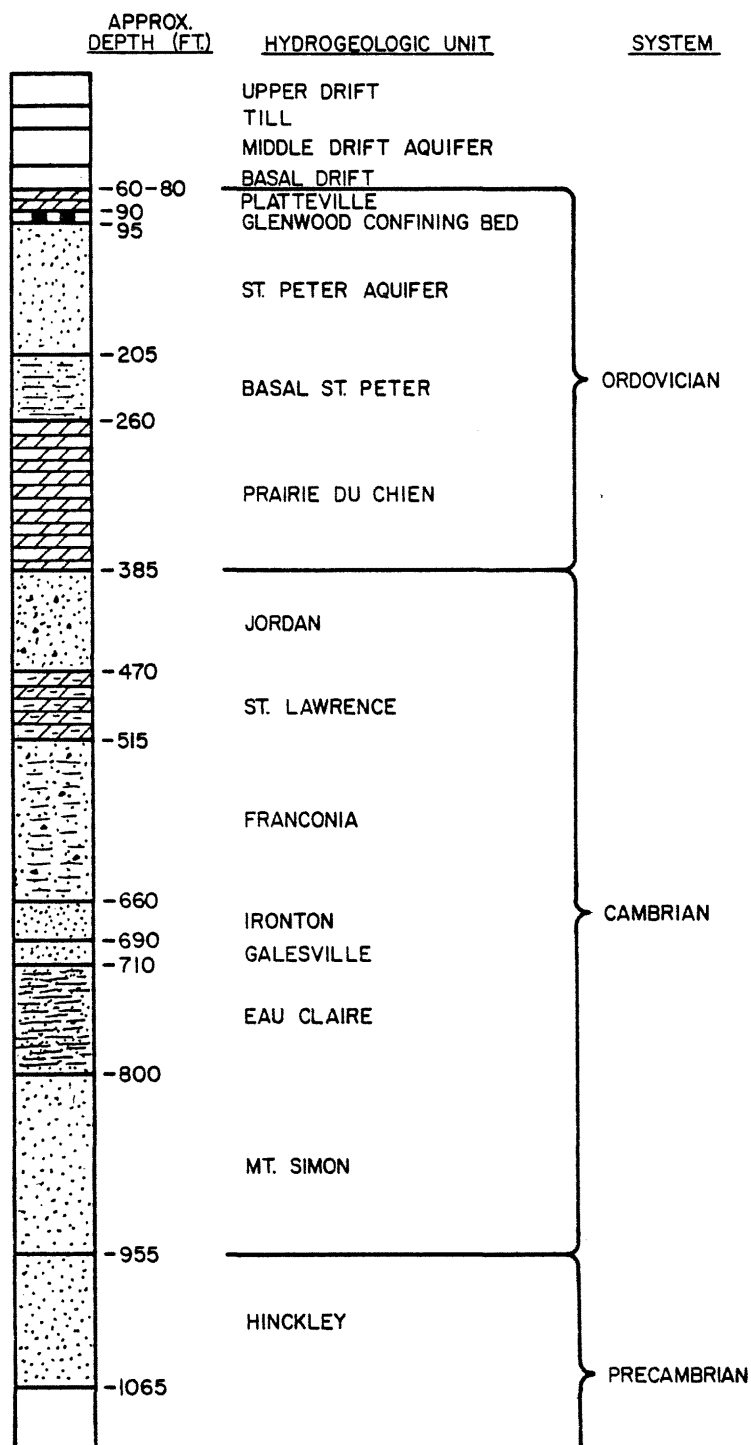 APPROX.
DEPTH (FT.) HYDROGEOLOGIC UNIT SYSTEM
UPPER DRIFT
TILL
MIDDLE DRIFT AQUIFER
BASAL DRIFT
-60-80
PLATTEVILLE
-90
GLENWOOD CONFINING BED
-95
ST. PETER AQUIFER
-205
ORDOVICIAN
BASAL ST. PETER
-260
PRAIRIE DU CHIEN
-385
JORDAN
-470
ST. LAWRENCE
-515
FRANCONIA
-660
CAMBRIAN
IRONTON
-690
GALESVILLE
-710
EAU CLAIRE
-800
MT. SIMON
-955
HINCKLEY
PRECAMBRIAN
-1065